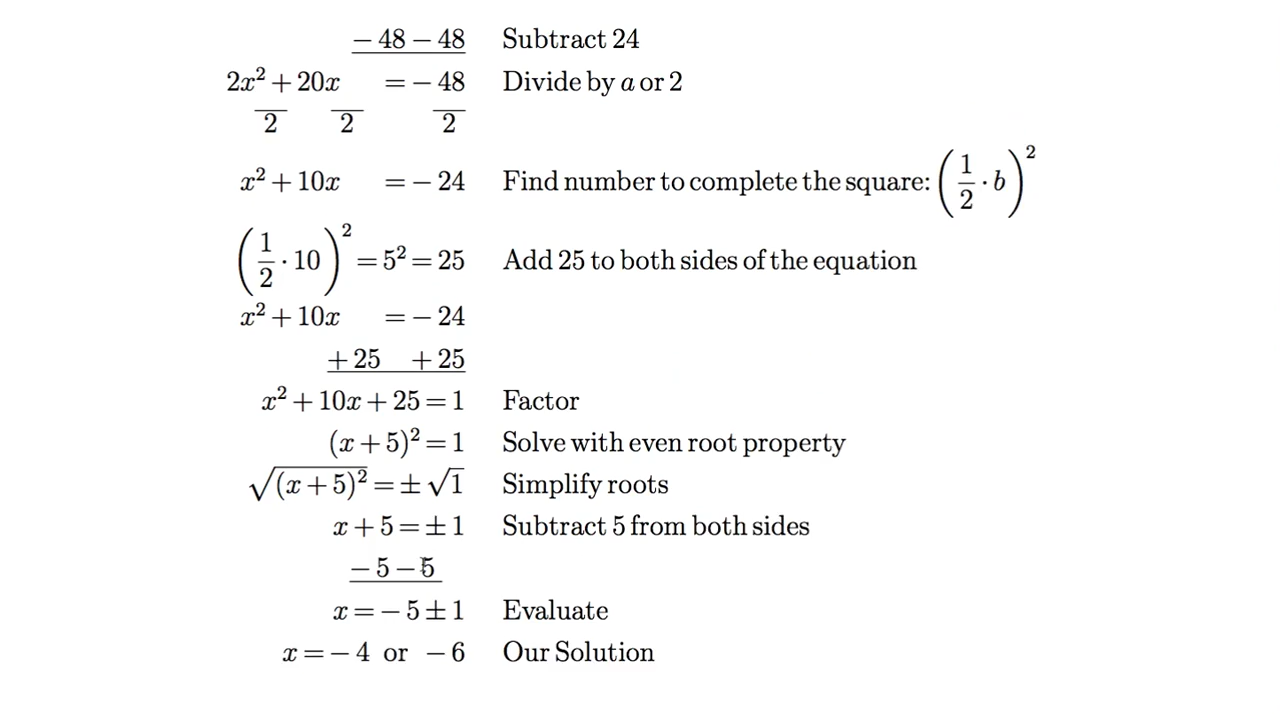 − 48 − 48 Subtract 24
2x² + 20x = − 48 Divide by a or 2
2 2 2
x² + 10x = − 24 Find number to complete the square: (1/2 · b)²
(1/2 · 10)² = 5² = 25 Add 25 to both sides of the equation
x² + 10x = − 24
+ 25 + 25
x² + 10x + 25 = 1 Factor
(x + 5)² = 1 Solve with even root property
√(x + 5)² = ± √1 Simplify roots
x + 5 = ± 1 Subtract 5 from both sides
− 5 − 5
x = − 5 ± 1 Evaluate
x = − 4 or − 6 Our Solution